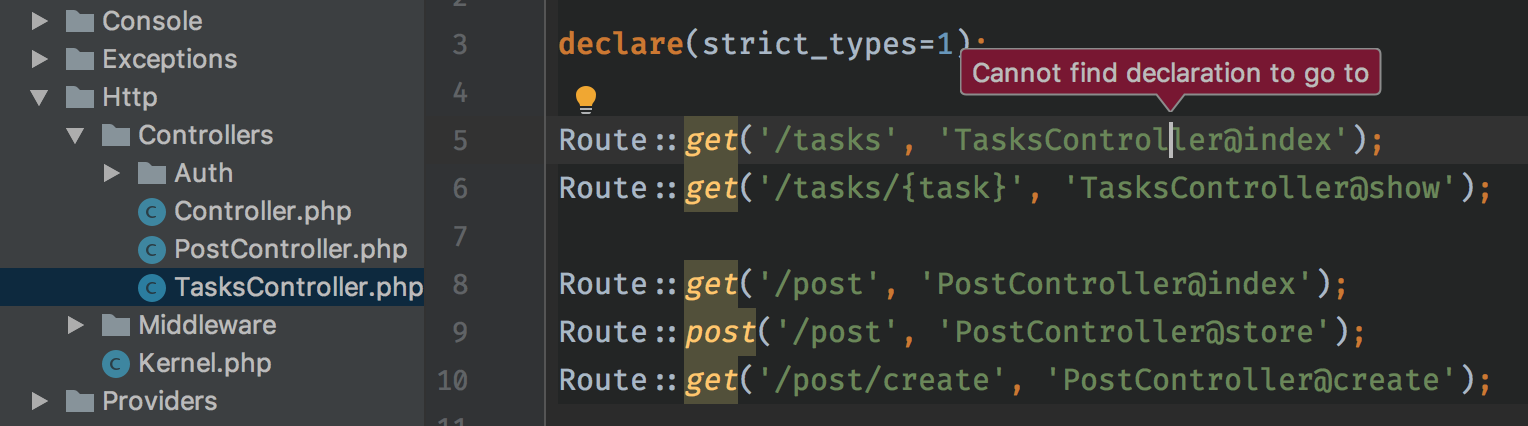 Console
Exceptions
Http
Controllers
Auth
Controller.php
PostController.php
TasksController.php
Middleware
Kernel.php
Providers
2
3 declare(strict_types=1);
Cannot find declaration to go to
4
5 Route::get('/tasks', 'TasksController@index');
6 Route::get('/tasks/{task}', 'TasksController@show');
7
8 Route::get('/post', 'PostController@index');
9 Route::post('/post', 'PostController@store');
10 Route::get('/post/create', 'PostController@create');
11